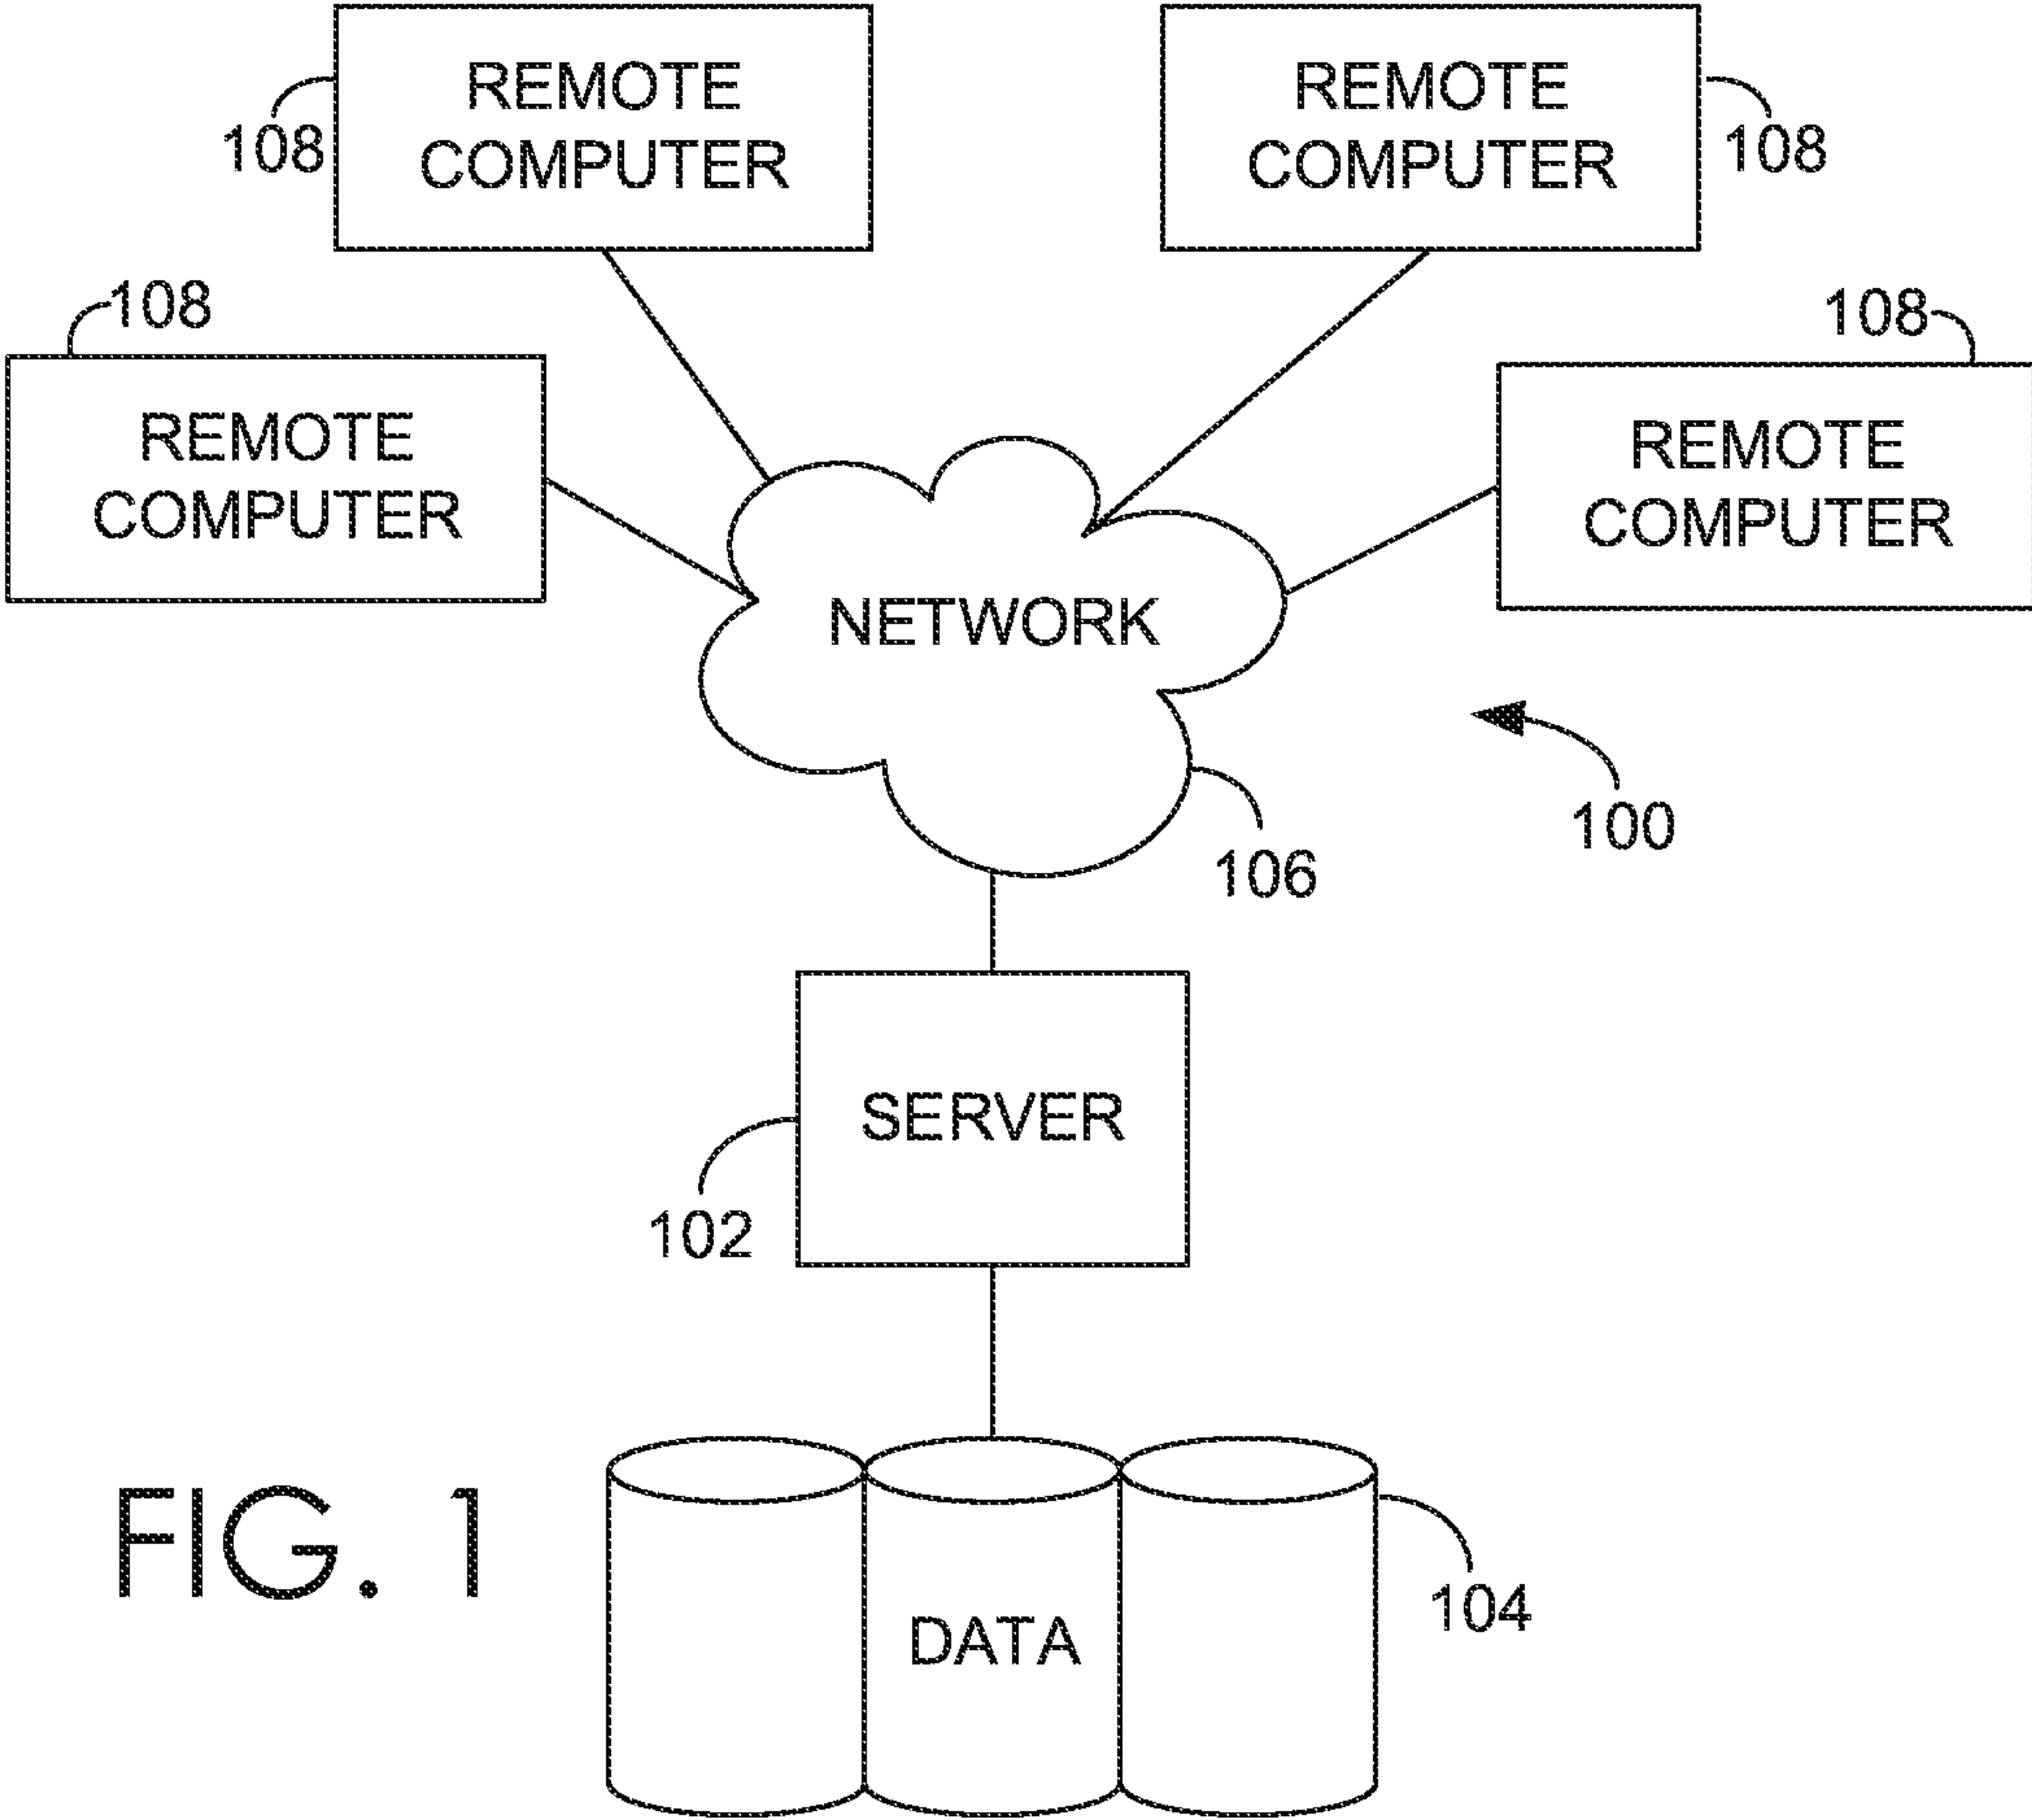 REMOTE
COMPUTER
108
REMOTE
COMPUTER
108
108
REMOTE
COMPUTER
108
REMOTE
COMPUTER
NETWORK
100
106
SERVER
102
DATA
104
FIG. 1